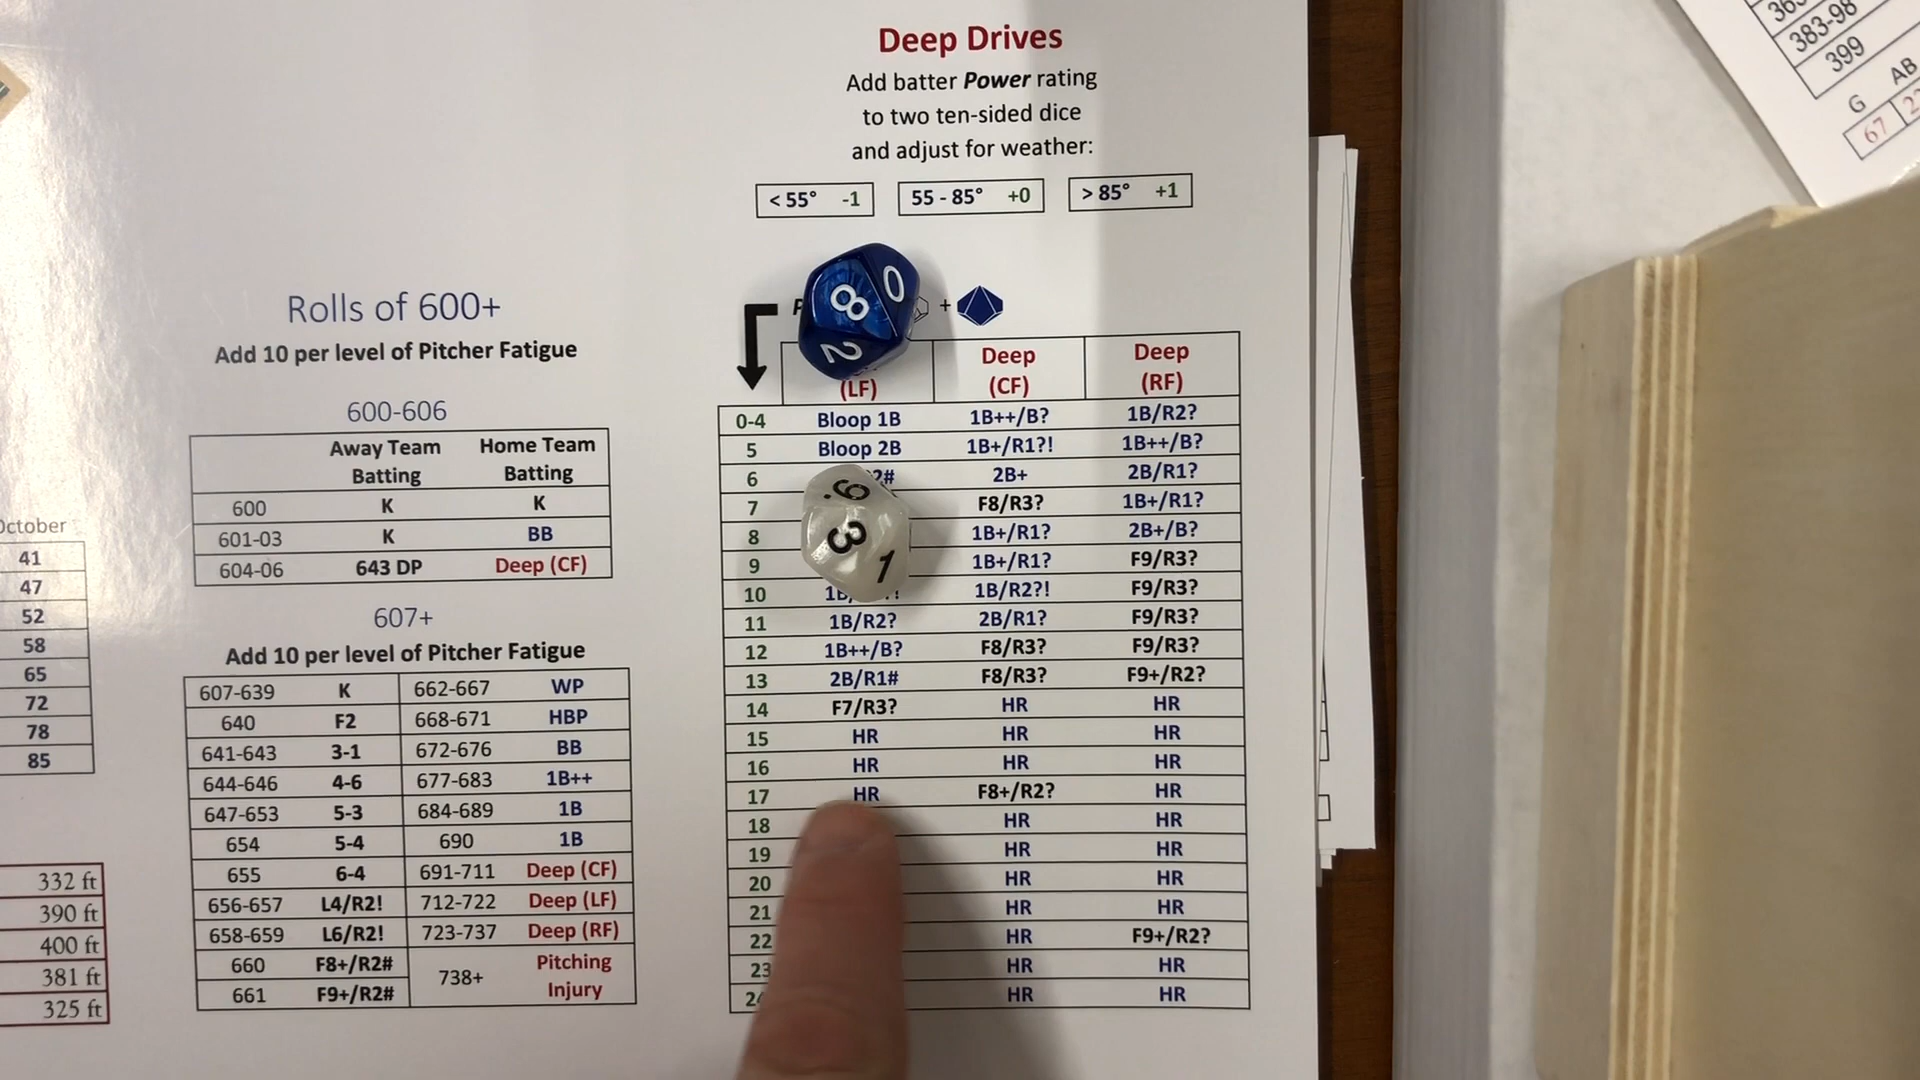 Deep Drives
Add batter Power rating
to two ten-sided dice
and adjust for weather:
< 55° -1
55 - 85° +0
> 85° +1
+
8
0
2
Deep (CF)
Deep (RF)
(LF)
0-4 Bloop 1B 1B++/B? 1B/R2?
5 Bloop 2B 1B+/R1?! 1B++/B?
6 2B+ 2B/R1?
7 F8/R3? 1B+/R1?
8 1B+/R1? 2B+/B?
9 1B+/R1? F9/R3?
10 1B/R2?! F9/R3?
11 1B/R2? 2B/R1? F9/R3?
12 1B++/B? F8/R3? F9/R3?
13 2B/R1# F8/R3? F9+/R2?
14 F7/R3? HR HR
15 HR HR HR
16 HR HR HR
17 HR F8+/R2? HR
18 HR HR
19 HR HR
20 HR HR
21 HR HR
22 HR F9+/R2?
23 HR HR
HR HR
9.
3
1
Rolls of 600+
Add 10 per level of Pitcher Fatigue
600-606
Away Team Batting
Home Team Batting
600 K K
601-03 K BB
604-06 643 DP Deep (CF)
607+
Add 10 per level of Pitcher Fatigue
607-639 K 662-667 WP
640 F2 668-671 HBP
641-643 3-1 672-676 BB
644-646 4-6 677-683 1B++
647-653 5-3 684-689 1B
654 5-4 690 1B
655 6-4 691-711 Deep (CF)
656-657 L4/R2! 712-722 Deep (LF)
658-659 L6/R2! 723-737 Deep (RF)
660 F8+/R2# 738+ Pitching Injury
661 F9+/R2#
41
47
52
58
65
72
78
85
332 ft
390 ft
400 ft
381 ft
325 ft
383-98
399
G AB
67